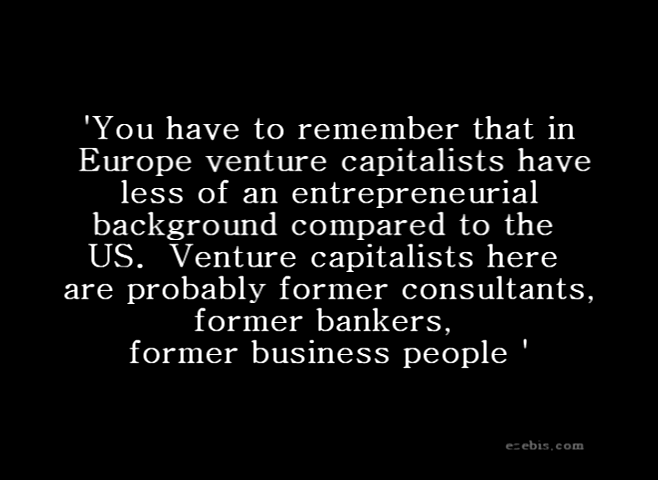 'You have to remember that in
Europe venture capitalists have
less of an entrepreneurial
background compared to the
US.  Venture capitalists here
are probably former consultants,
former bankers,
former business people '
ezebis.com